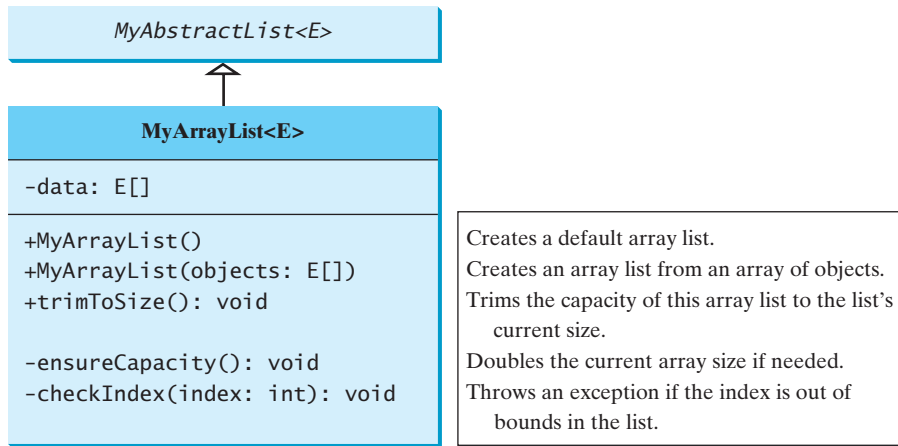 MyAbstractList<E>
MyArrayList<E>
-data: E[]
+MyArrayList()
+MyArrayList(objects: E[])
+trimToSize(): void
-ensureCapacity(): void
-checkIndex(index: int): void
Creates a default array list.
Creates an array list from an array of objects.
Trims the capacity of this array list to the list's
current size.
Doubles the current array size if needed.
Throws an exception if the index is out of
bounds in the list.